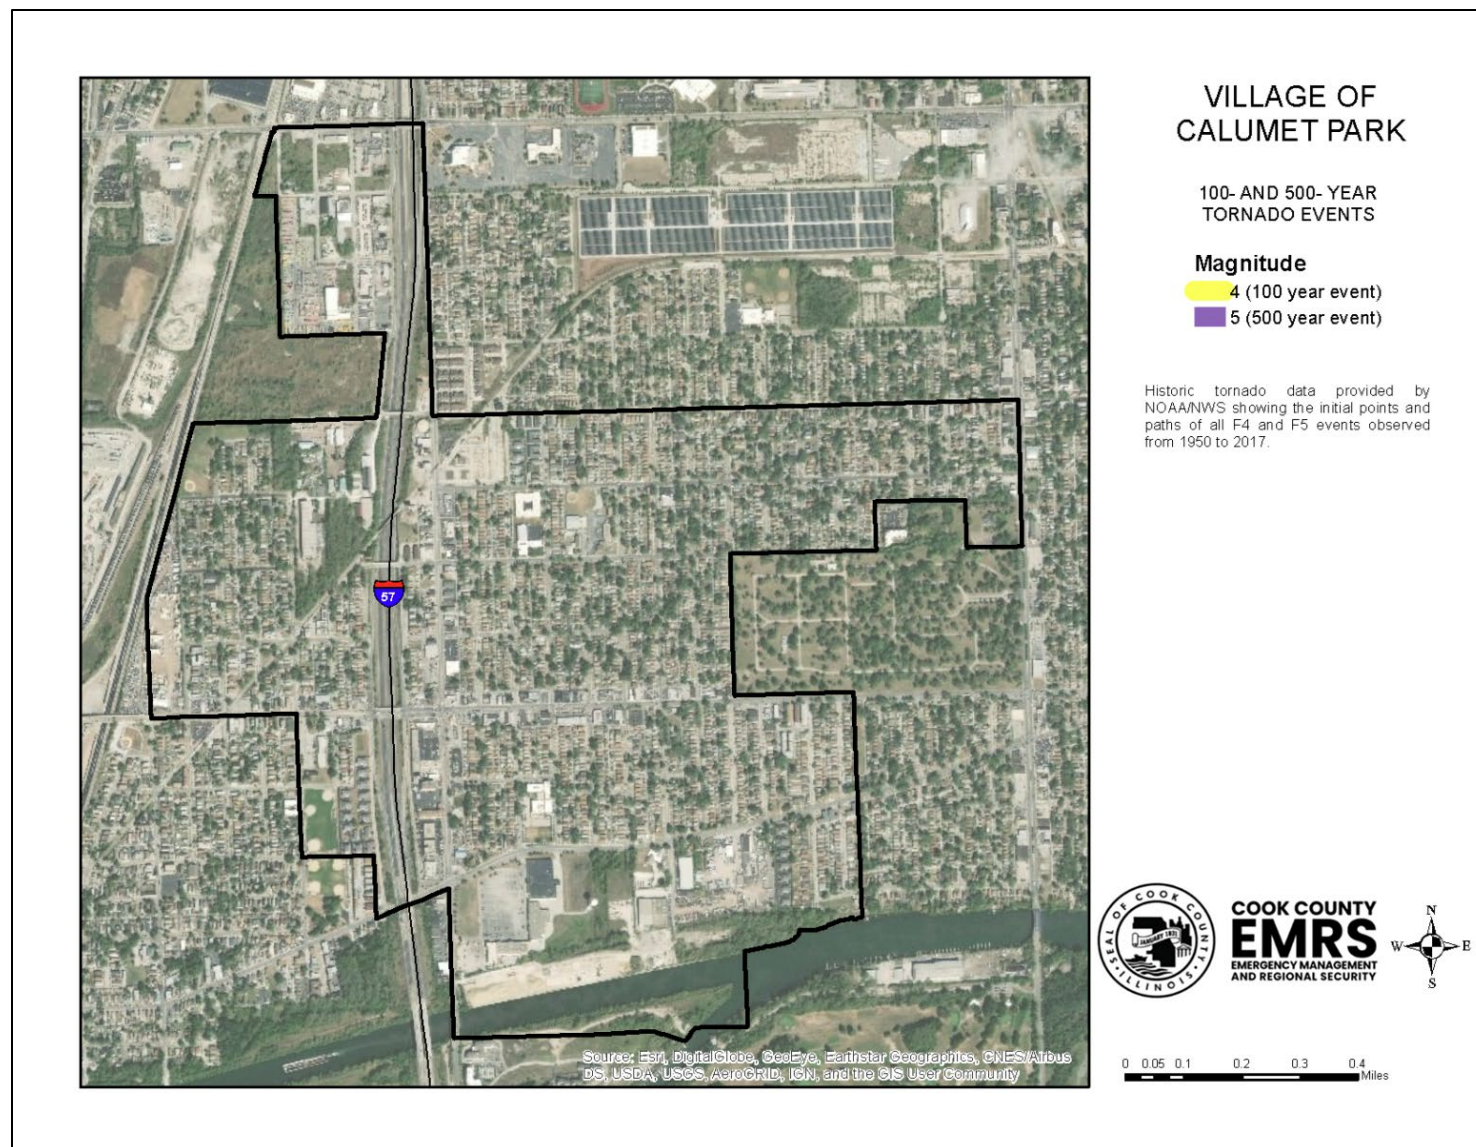 VILLAGE OF
CALUMET PARK
100- AND 500- YEAR
TORNADO EVENTS
Magnitude
4 (100 year event)
5 (500 year event)
Historic tornado data provided by
NOAA/NWS showing the initial points and
paths of all F4 and F5 events observed
from 1950 to 2017.
57
SEAL OF COOK COUNTY
JANUARY 1831
ILLINOIS
COOK COUNTY
EMRS
EMERGENCY MANAGEMENT
AND REGIONAL SECURITY
N
W E
S
Source: Esri, DigitalGlobe, GeoEye, Earthstar Geographics, CNES/Airbus
DS, USDA, USGS, AeroGRID, IGN, and the GIS User Community
0 0.05 0.1 0.2 0.3 0.4
Miles